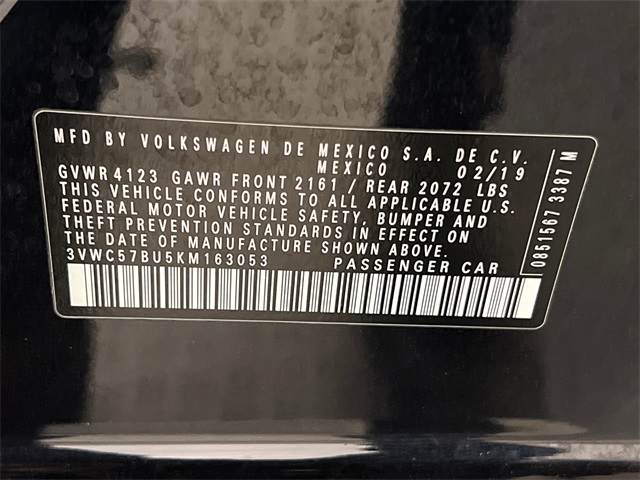 MFD BY VOLKSWAGEN DE MEXICO S.A. DE C.V.
MEXICO 02/19
GVWR 4123 GAWR FRONT 2161 / REAR 2072 LBS
THIS VEHICLE CONFORMS TO ALL APPLICABLE U.S.
FEDERAL MOTOR VEHICLE SAFETY, BUMPER AND
THEFT PREVENTION STANDARDS IN EFFECT ON
THE DATE OF MANUFACTURE SHOWN ABOVE.
3VWC57BU5KM163053 PASSENGER CAR
0851567 3387 M